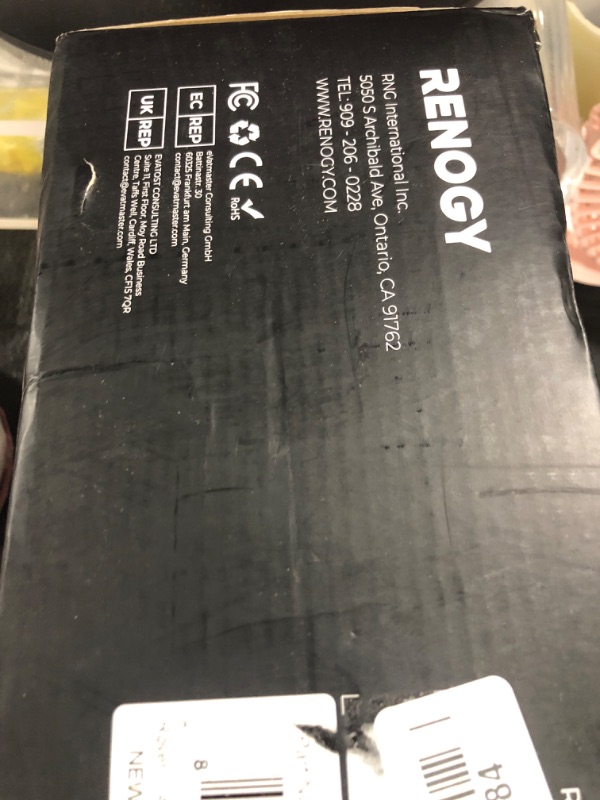 RENOGY
RNG International Inc.
5050 S Archibald Ave, Ontario, CA 91762
TEL: 909 - 206 - 0228
WWW.RENOGY.COM
FC CE RoHS
EC REP
eVatmaster Consulting GmbH
Battinastr. 30
60325 Frankfurt am Main, Germany
contact@evatmaster.com
UK REP
EVATOST CONSULTING LTD
Suite 11, First Floor, Moy Road Business
Centre, Taffs Well, Cardiff, Wales, CF15 7QR
contact@evatmaster.com
84
8
NEW